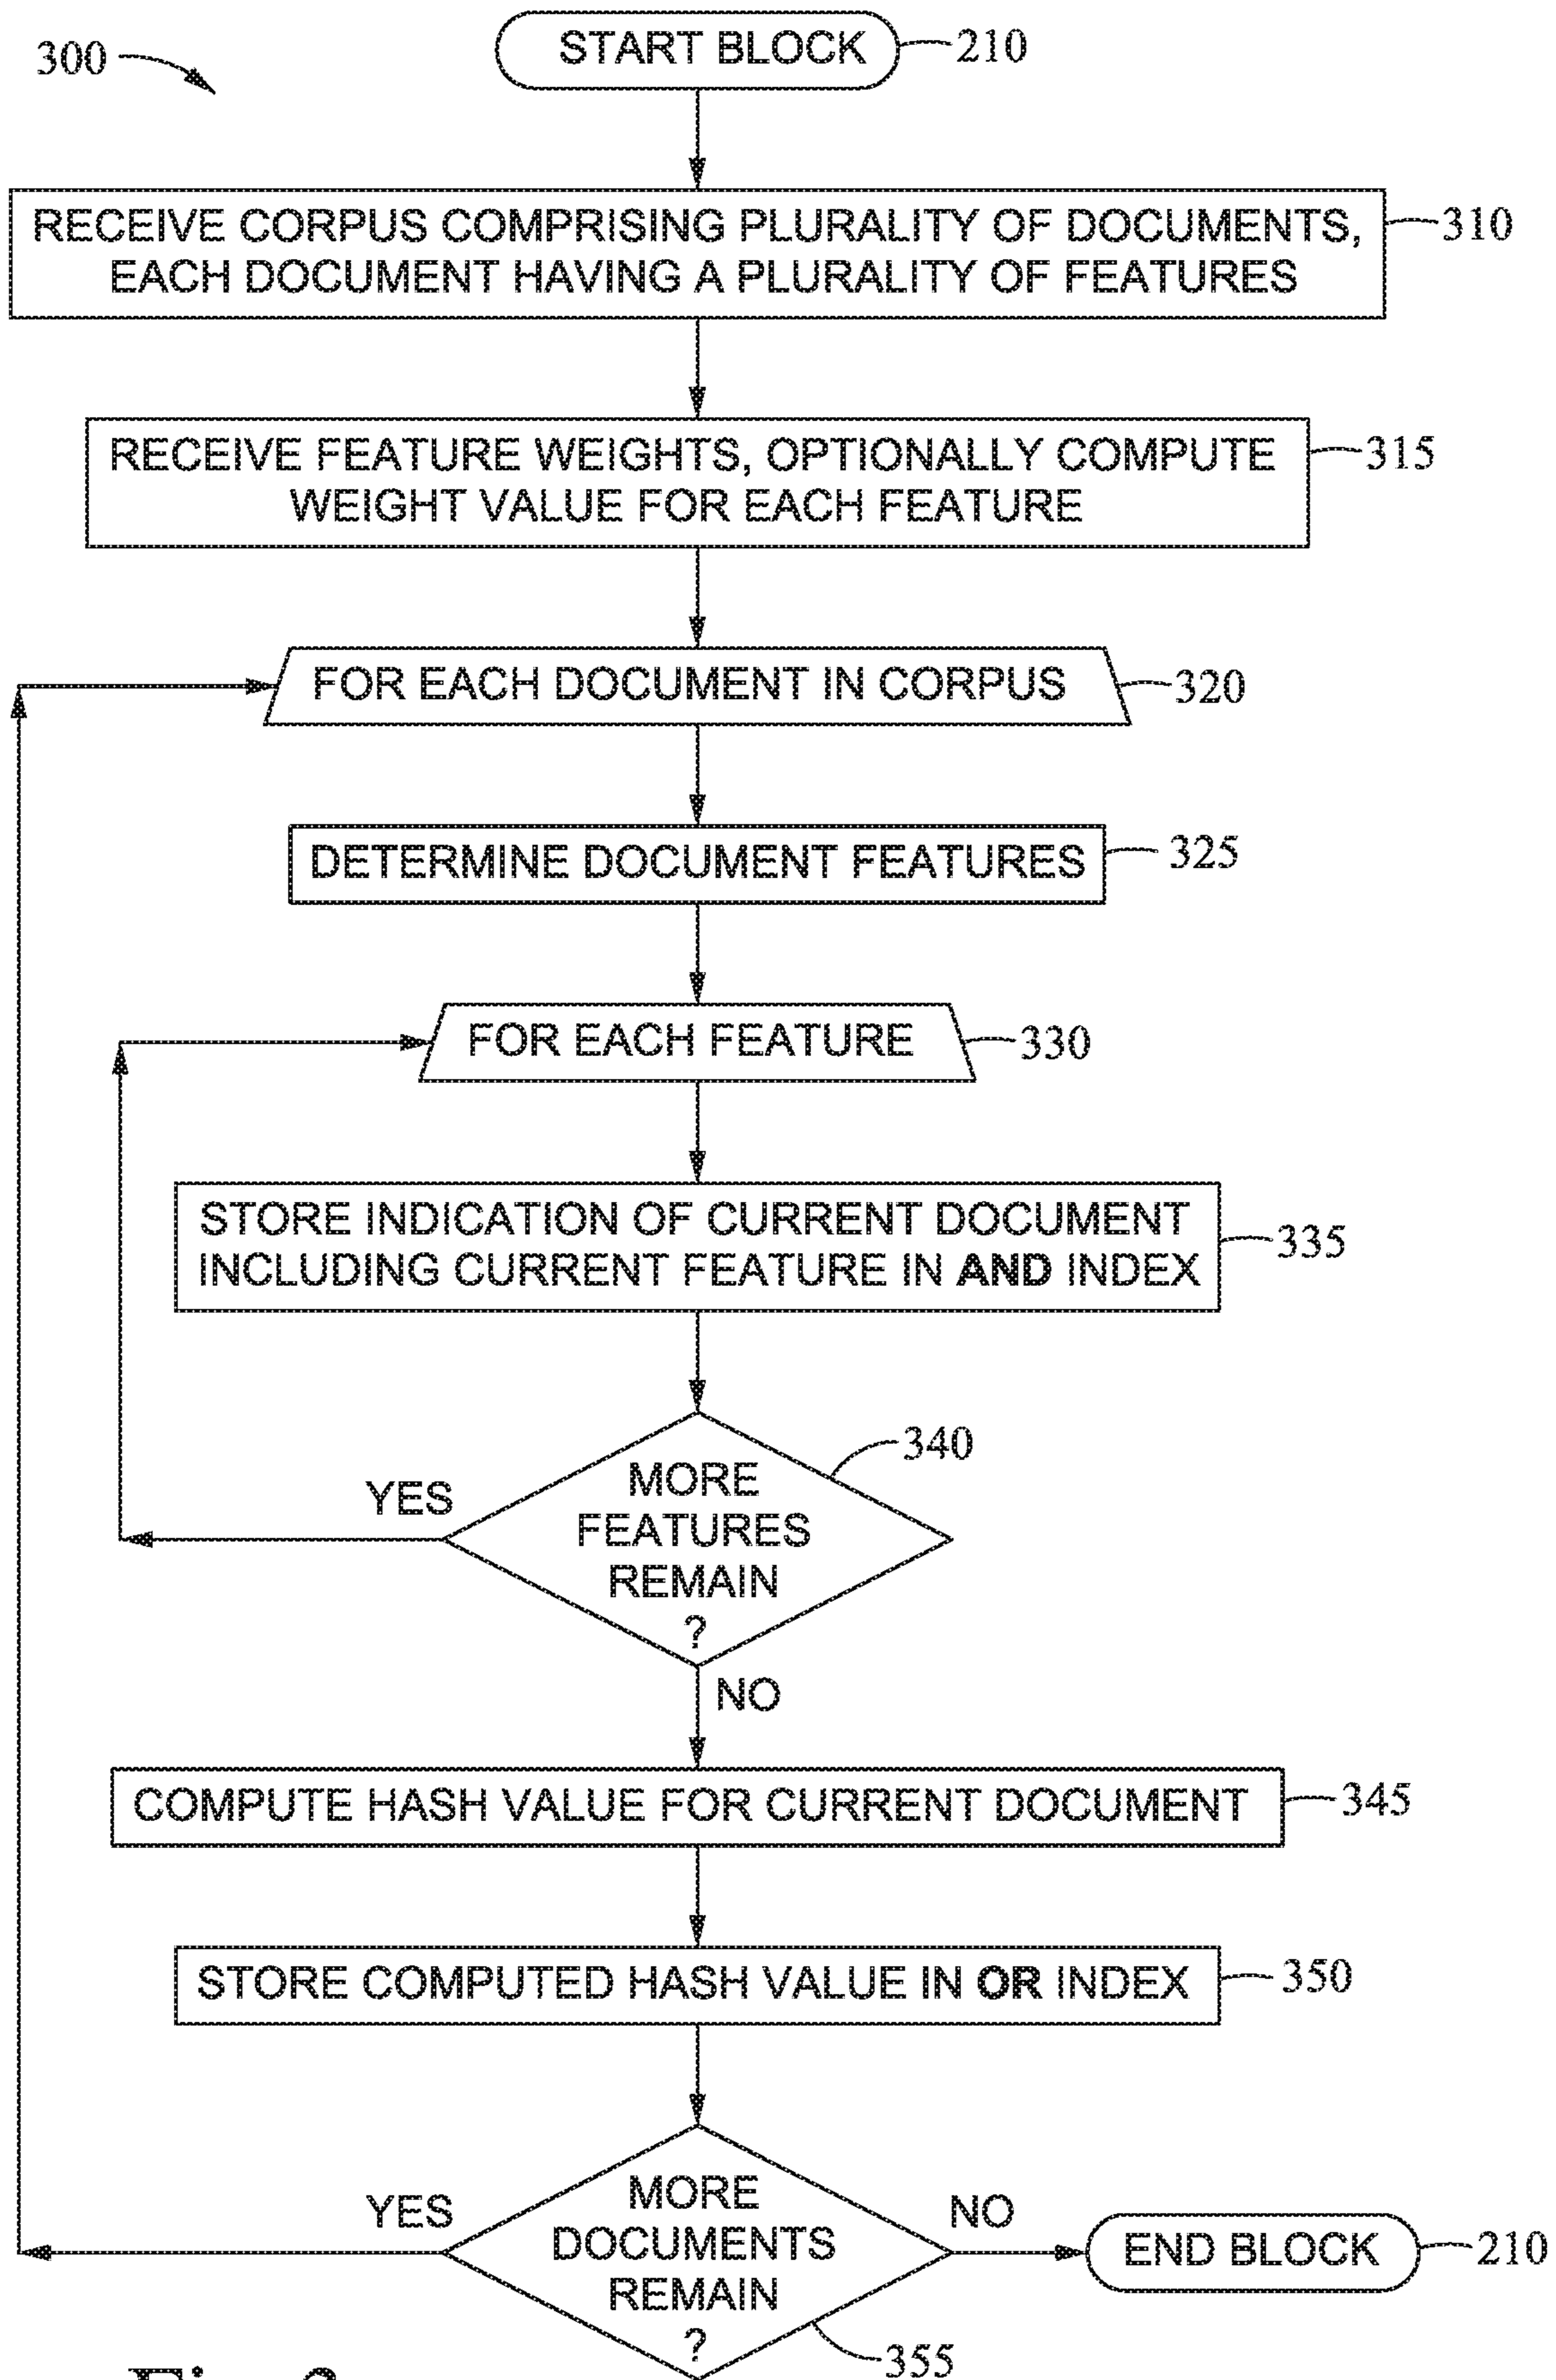 300
START BLOCK 210
RECEIVE CORPUS COMPRISING PLURALITY OF DOCUMENTS, 310
EACH DOCUMENT HAVING A PLURALITY OF FEATURES
RECEIVE FEATURE WEIGHTS, OPTIONALLY COMPUTE 315
WEIGHT VALUE FOR EACH FEATURE
FOR EACH DOCUMENT IN CORPUS 320
DETERMINE DOCUMENT FEATURES 325
FOR EACH FEATURE 330
STORE INDICATION OF CURRENT DOCUMENT
INCLUDING CURRENT FEATURE IN AND INDEX 335
340
YES
MORE
FEATURES
REMAIN
?
NO
COMPUTE HASH VALUE FOR CURRENT DOCUMENT 345
STORE COMPUTED HASH VALUE IN OR INDEX 350
YES
MORE
DOCUMENTS
REMAIN
?
NO
END BLOCK 210
355